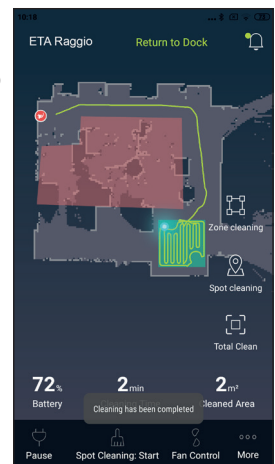 10:18
ETA Raggio
Return to Dock
Zone cleaning
Spot cleaning
Total Clean
72%
2min
2m²
Battery
Cleaned Area
Cleaning has been completed
Pause
Spot Cleaning: Start
Fan Control
More